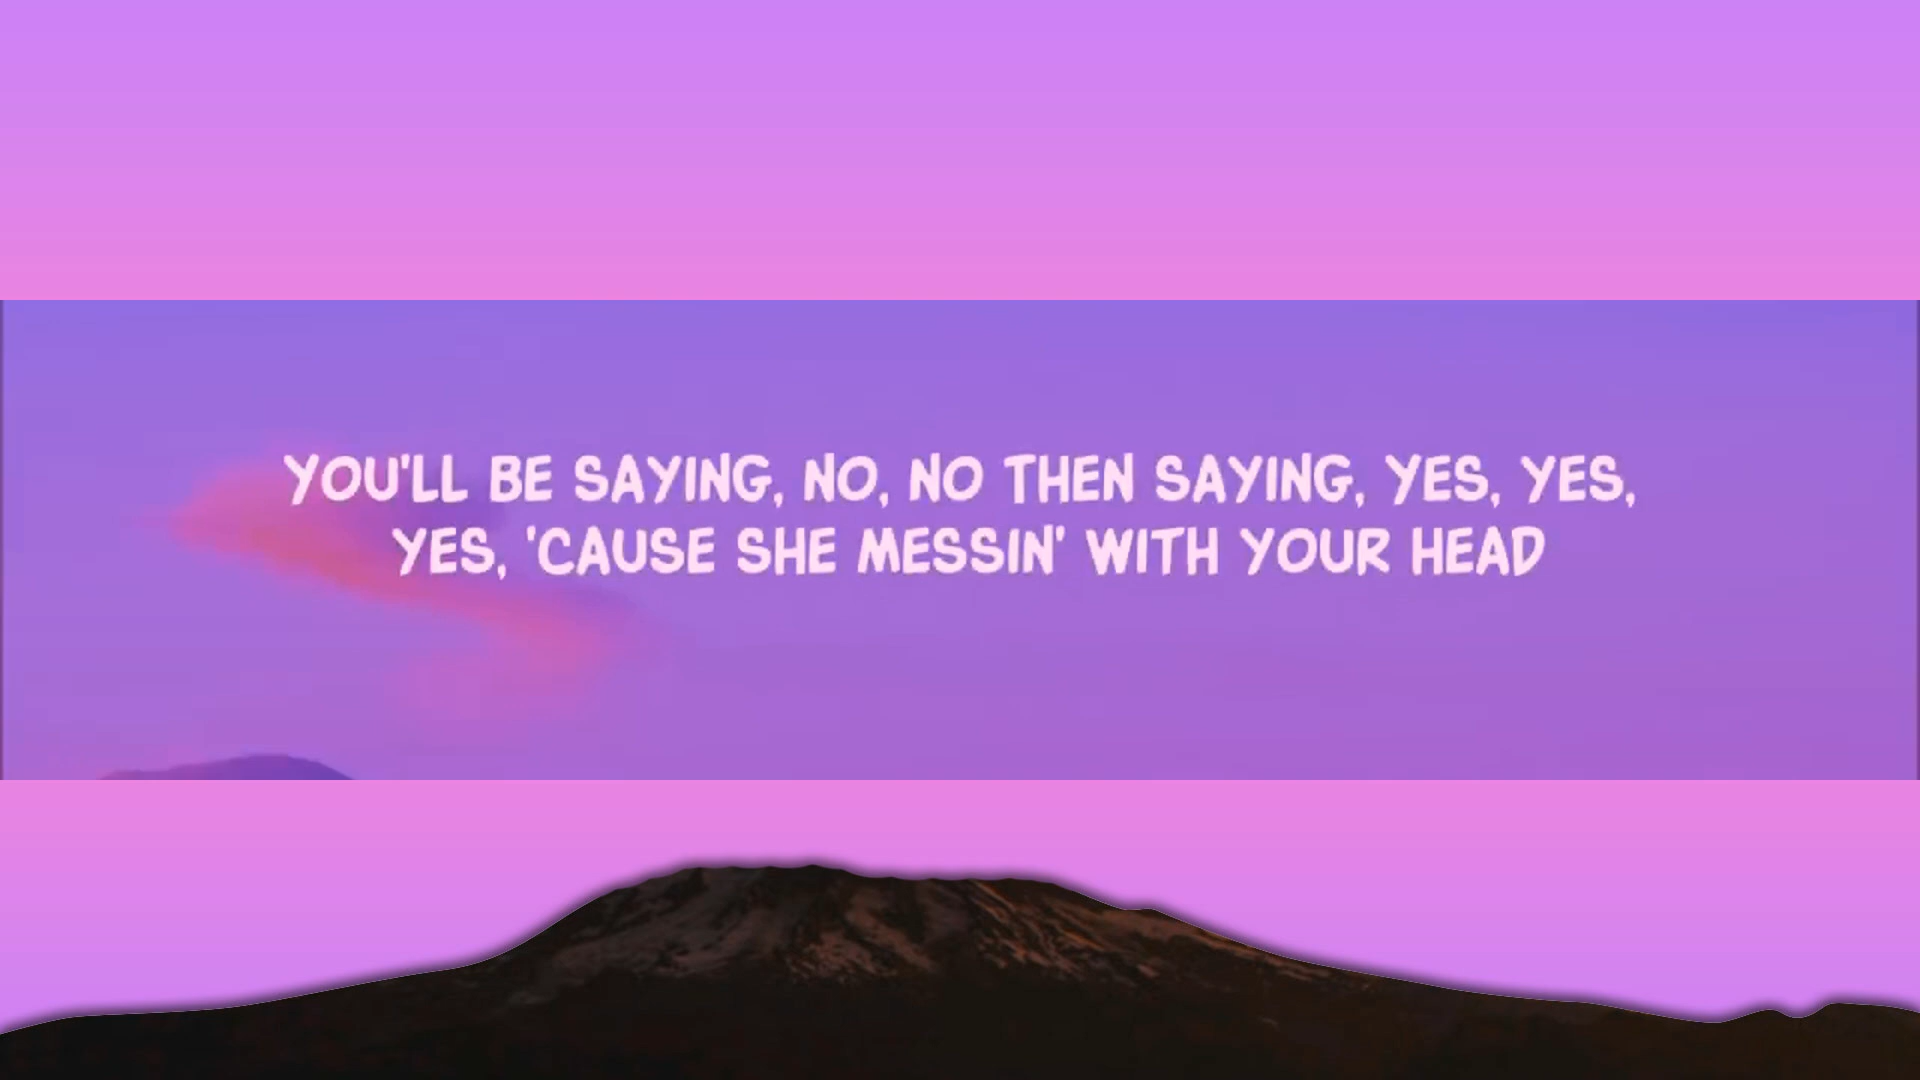 YOU'LL BE SAYING, NO, NO THEN SAYING, YES, YES,
YES, 'CAUSE SHE MESSIN' WITH YOUR HEAD